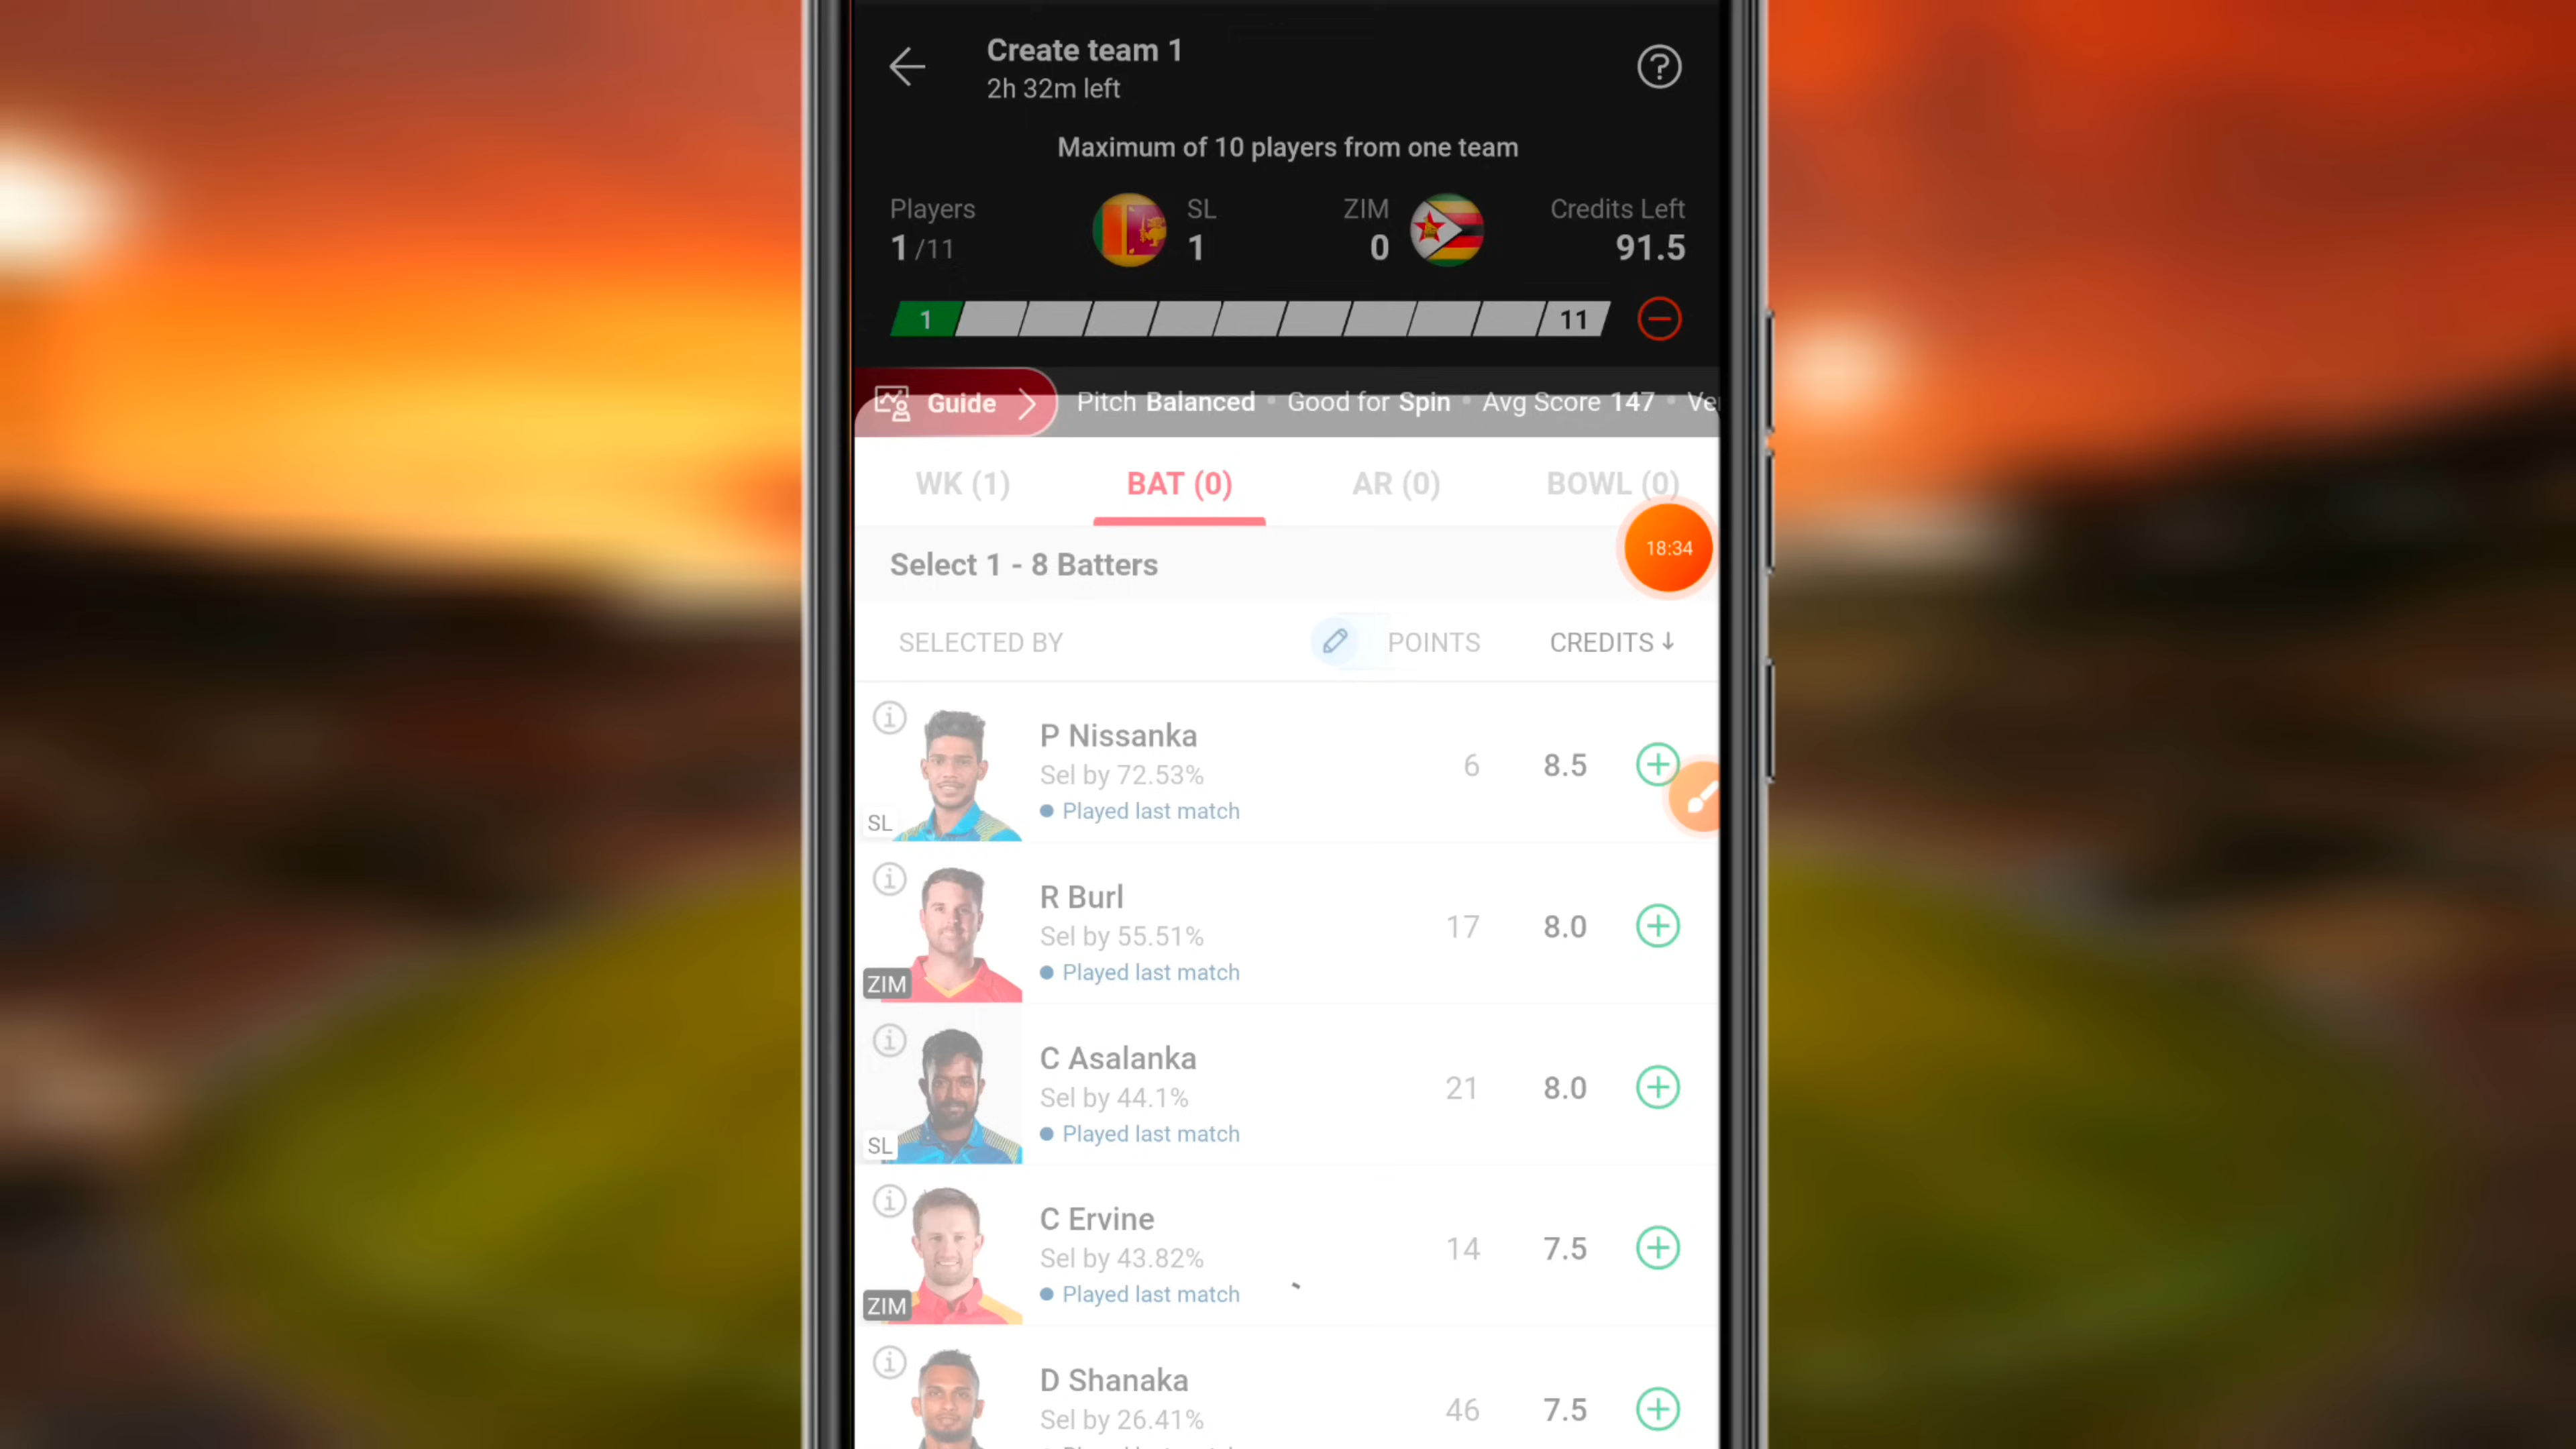 Create team 1
2h 32m left
Maximum of 10 players from one team
Players
1 /11
SL
1
ZIM
0
Credits Left
91.5
1
11
Guide
Pitch Balanced • Good for Spin • Avg Score 147 •
WK (1)
BAT (0)
AR (0)
BOWL (0)
Select 1 - 8 Batters
18:34
SELECTED BY
POINTS
CREDITS↓
P Nissanka
Sel by 72.53%
Played last match
SL
6
8.5
R Burl
Sel by 55.51%
Played last match
ZIM
17
8.0
C Asalanka
Sel by 44.1%
Played last match
SL
21
8.0
C Ervine
Sel by 43.82%
Played last match
ZIM
14
7.5
D Shanaka
Sel by 26.41%
46
7.5